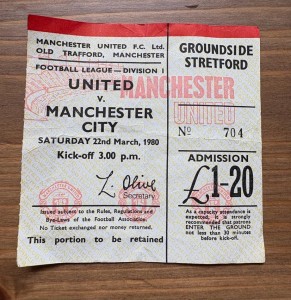 MANCHESTER UNITED F.C. Ltd.
OLD TRAFFORD, MANCHESTER
FOOTBALL LEAGUE—DIVISION 1
UNITED
v.
MANCHESTER
CITY
SATURDAY 22nd March, 1980
Kick-off 3.00 p.m.
L. Olive
Secretary
Issued subject to the Rules, Regulations and
Bye-Laws of the Football Association.
No Ticket exchanged nor money returned.
This portion to be retained
GROUNDSIDE
STRETFORD
MANCHESTER
UNITED
No 704
ADMISSION
£1-20
As a capacity attendance is
expected, it is strongly
recommended that patrons
ENTER THE GROUND
not less than 30 minutes
before kick-off.